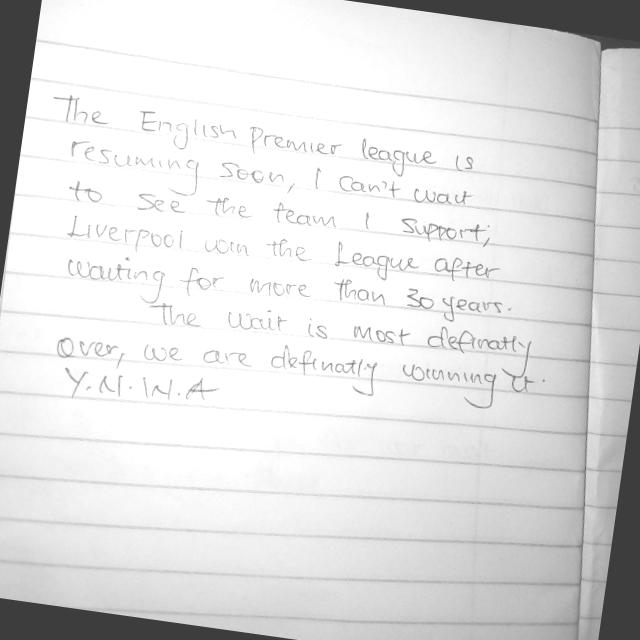 The English Premier league is
resuming soon, I can't wait
to see the team I support;
Liverpool win the League after
waiting for more than 30 years.
The wait is most definatly
Over, we are definatly winning it.
Y.N.W.A